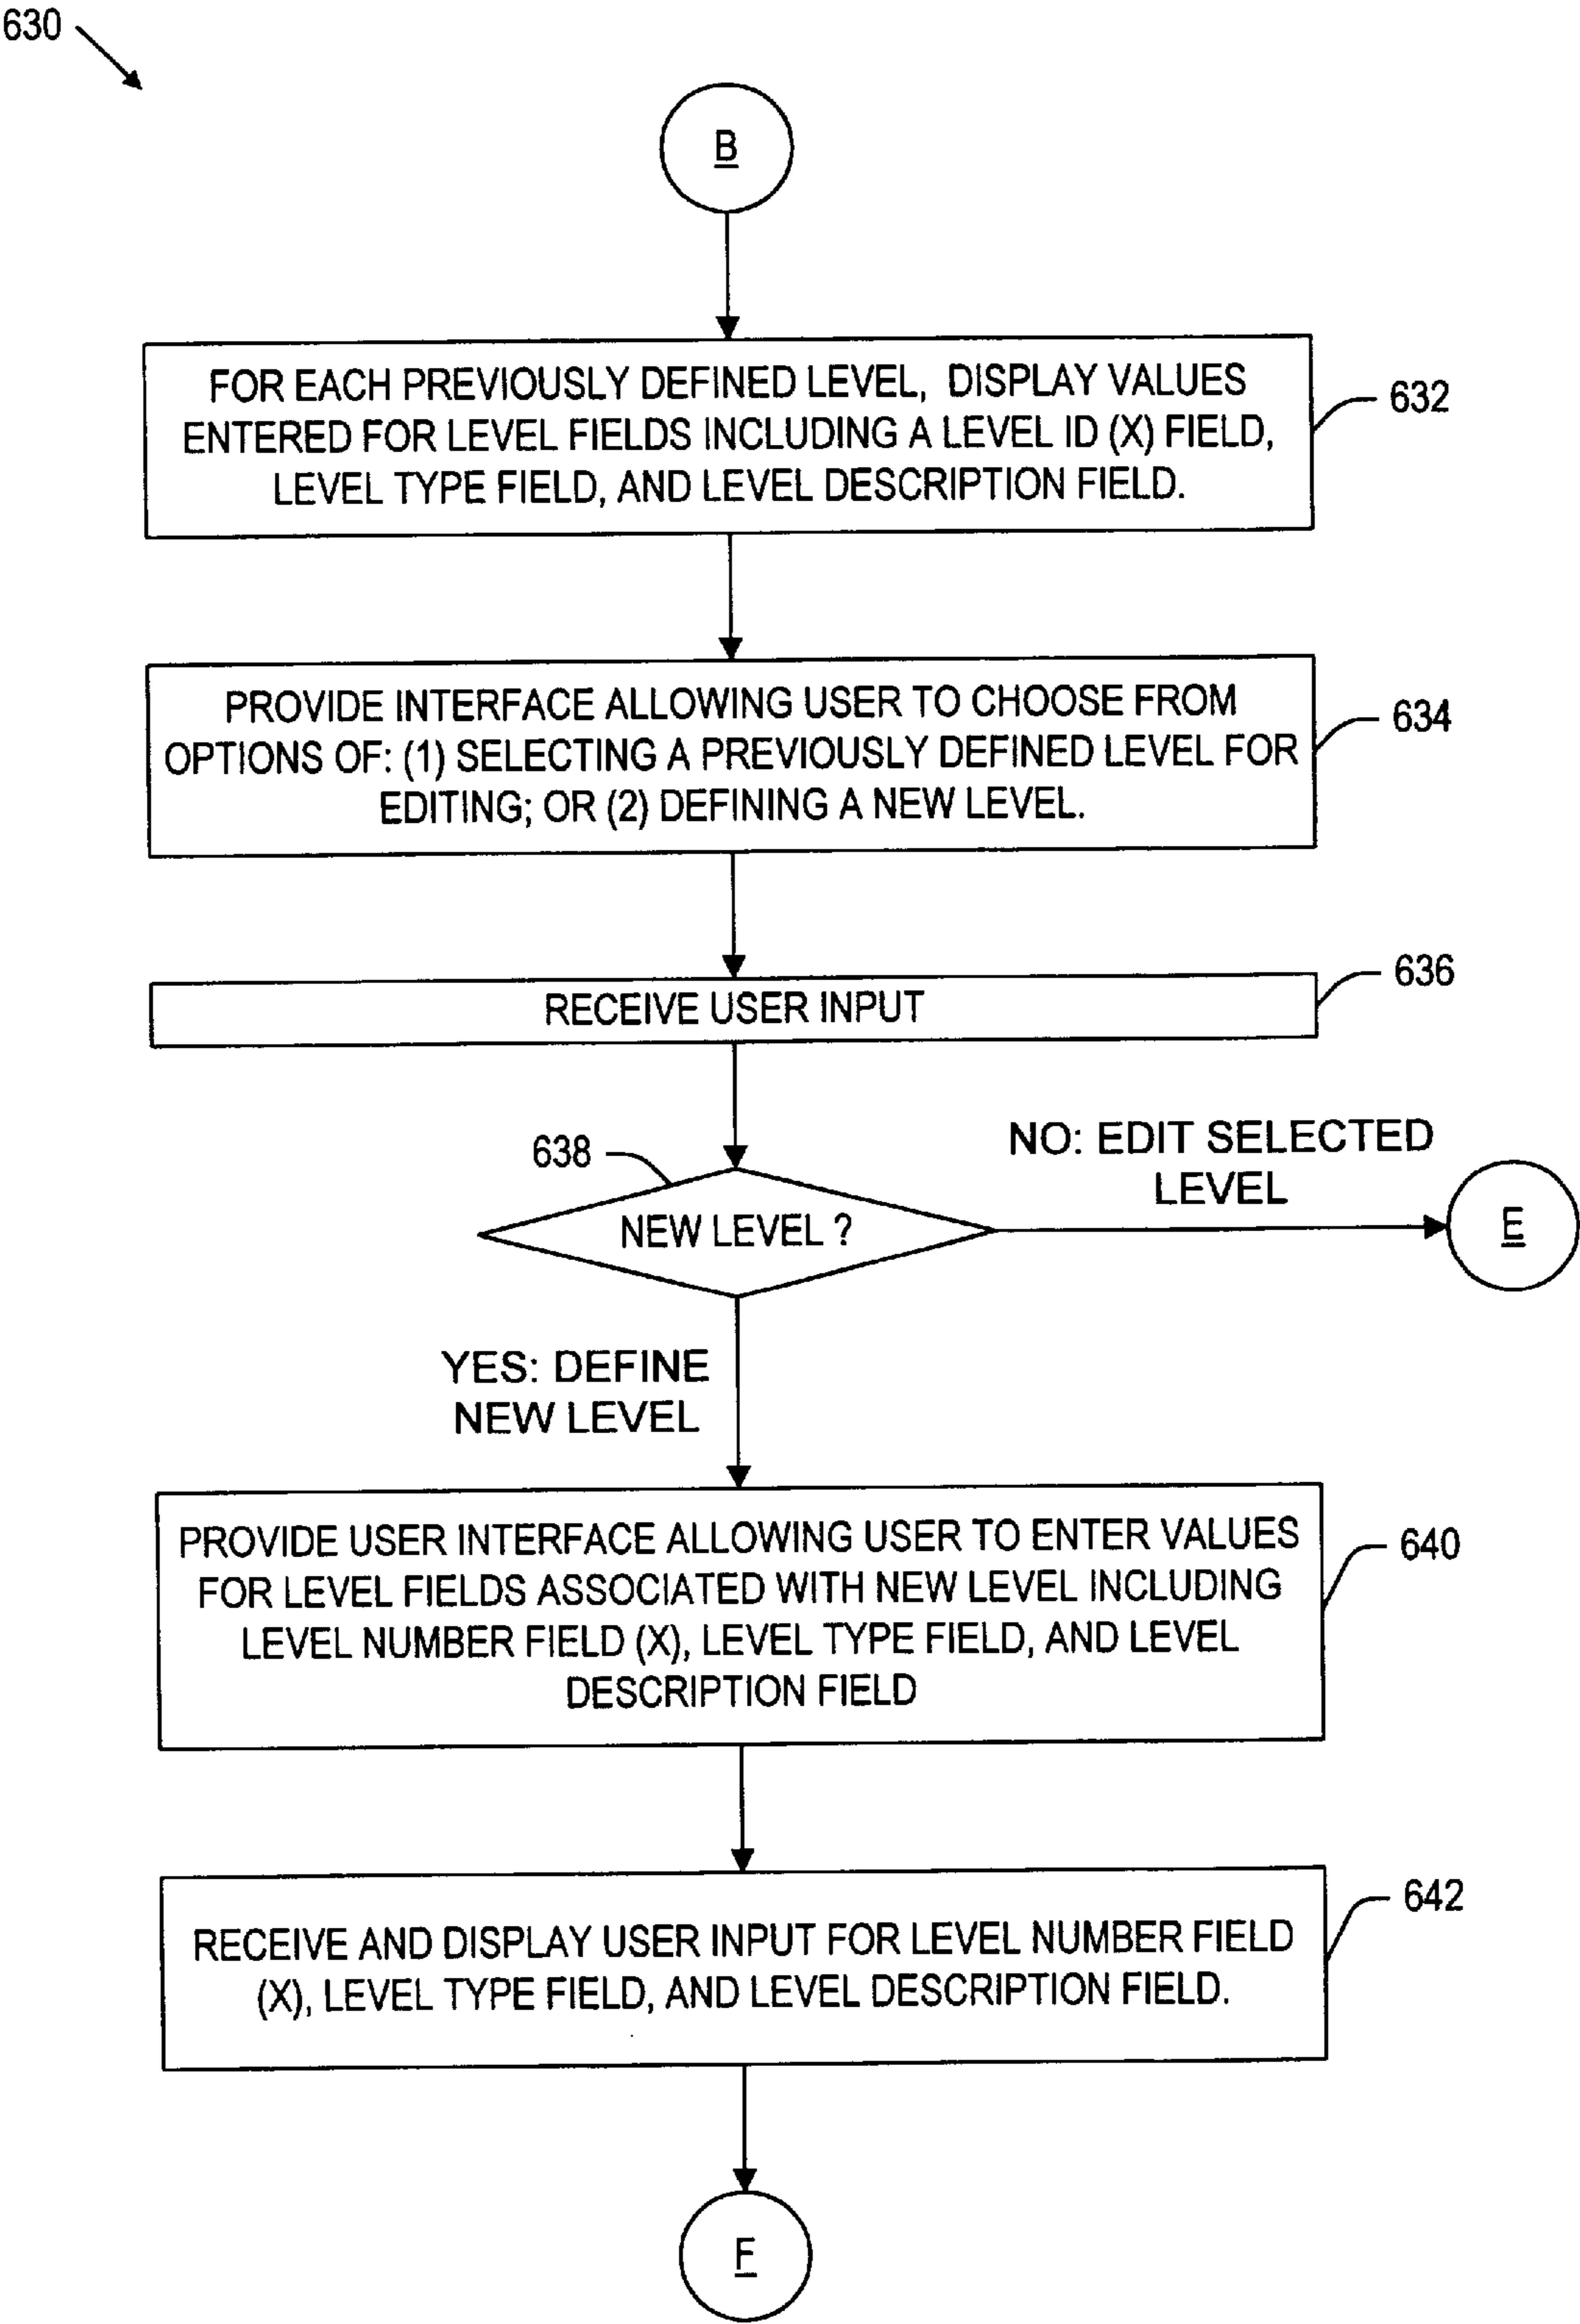 630
B
FOR EACH PREVIOUSLY DEFINED LEVEL, DISPLAY VALUES
ENTERED FOR LEVEL FIELDS INCLUDING A LEVEL ID (X) FIELD,
LEVEL TYPE FIELD, AND LEVEL DESCRIPTION FIELD.
632
PROVIDE INTERFACE ALLOWING USER TO CHOOSE FROM
OPTIONS OF: (1) SELECTING A PREVIOUSLY DEFINED LEVEL FOR
EDITING; OR (2) DEFINING A NEW LEVEL.
634
RECEIVE USER INPUT
636
638
NEW LEVEL ?
NO: EDIT SELECTED
LEVEL
E
YES: DEFINE
NEW LEVEL
PROVIDE USER INTERFACE ALLOWING USER TO ENTER VALUES
FOR LEVEL FIELDS ASSOCIATED WITH NEW LEVEL INCLUDING
LEVEL NUMBER FIELD (X), LEVEL TYPE FIELD, AND LEVEL
DESCRIPTION FIELD
640
RECEIVE AND DISPLAY USER INPUT FOR LEVEL NUMBER FIELD
(X), LEVEL TYPE FIELD, AND LEVEL DESCRIPTION FIELD.
642
F